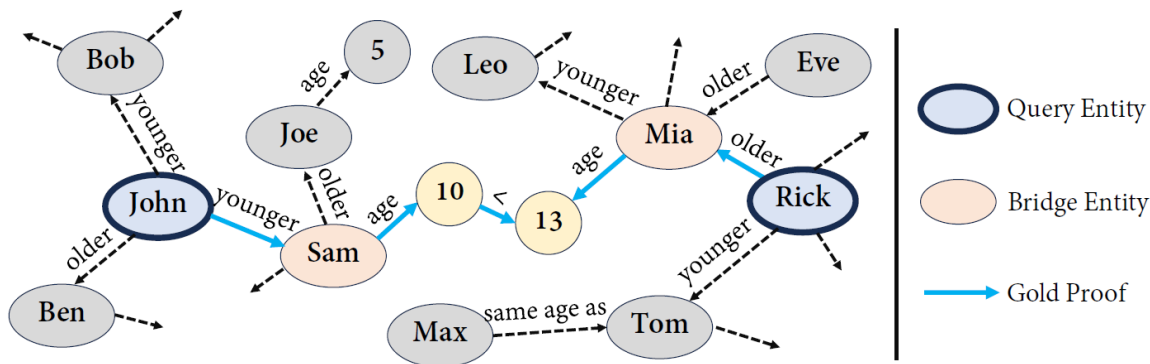 Bob
5
age
Leo
younger
older
Eve
younger
Joe
Mia
Query Entity
John
younger
older
age
10
<
13
age
older
Rick
Bridge Entity
older
Sam
younger
Ben
Max
same age as
Tom
Gold Proof